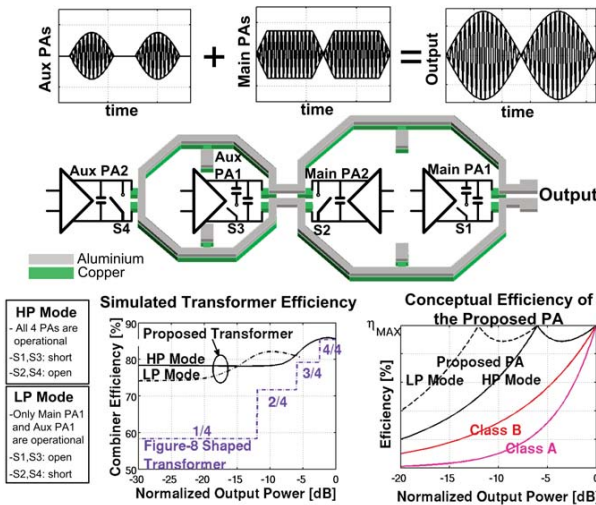 Aux PAs
time
+
Main PAs
time
=
Output
time
Aux PA2
S4
Aux
PA1
S3
Main PA2
S2
Main PA1
S1
Output
Aluminium
Copper
HP Mode
- All 4 PAs are
operational
-S1,S3: short
-S2,S4: open
LP Mode
-Only Main PA1
and Aux PA1
are operational
-S1,S3: open
-S2,S4: short
Simulated Transformer Efficiency
Combiner Efficiency [%]
90
80
70
60
50
Proposed Transformer
HP Mode
LP Mode
1/4
2/4
3/4
4/4
Figure-8 Shaped
Transformer
-30 -25 -20 -15 -10 -5 0
Normalized Output Power [dB]
Conceptual Efficiency of
the Proposed PA
ηMAX
Eficiency [%]
Proposed PA
LP Mode
HP Mode
Class B
Class A
-20 -15 -10 -5 0
Normalized Output Power [dB]